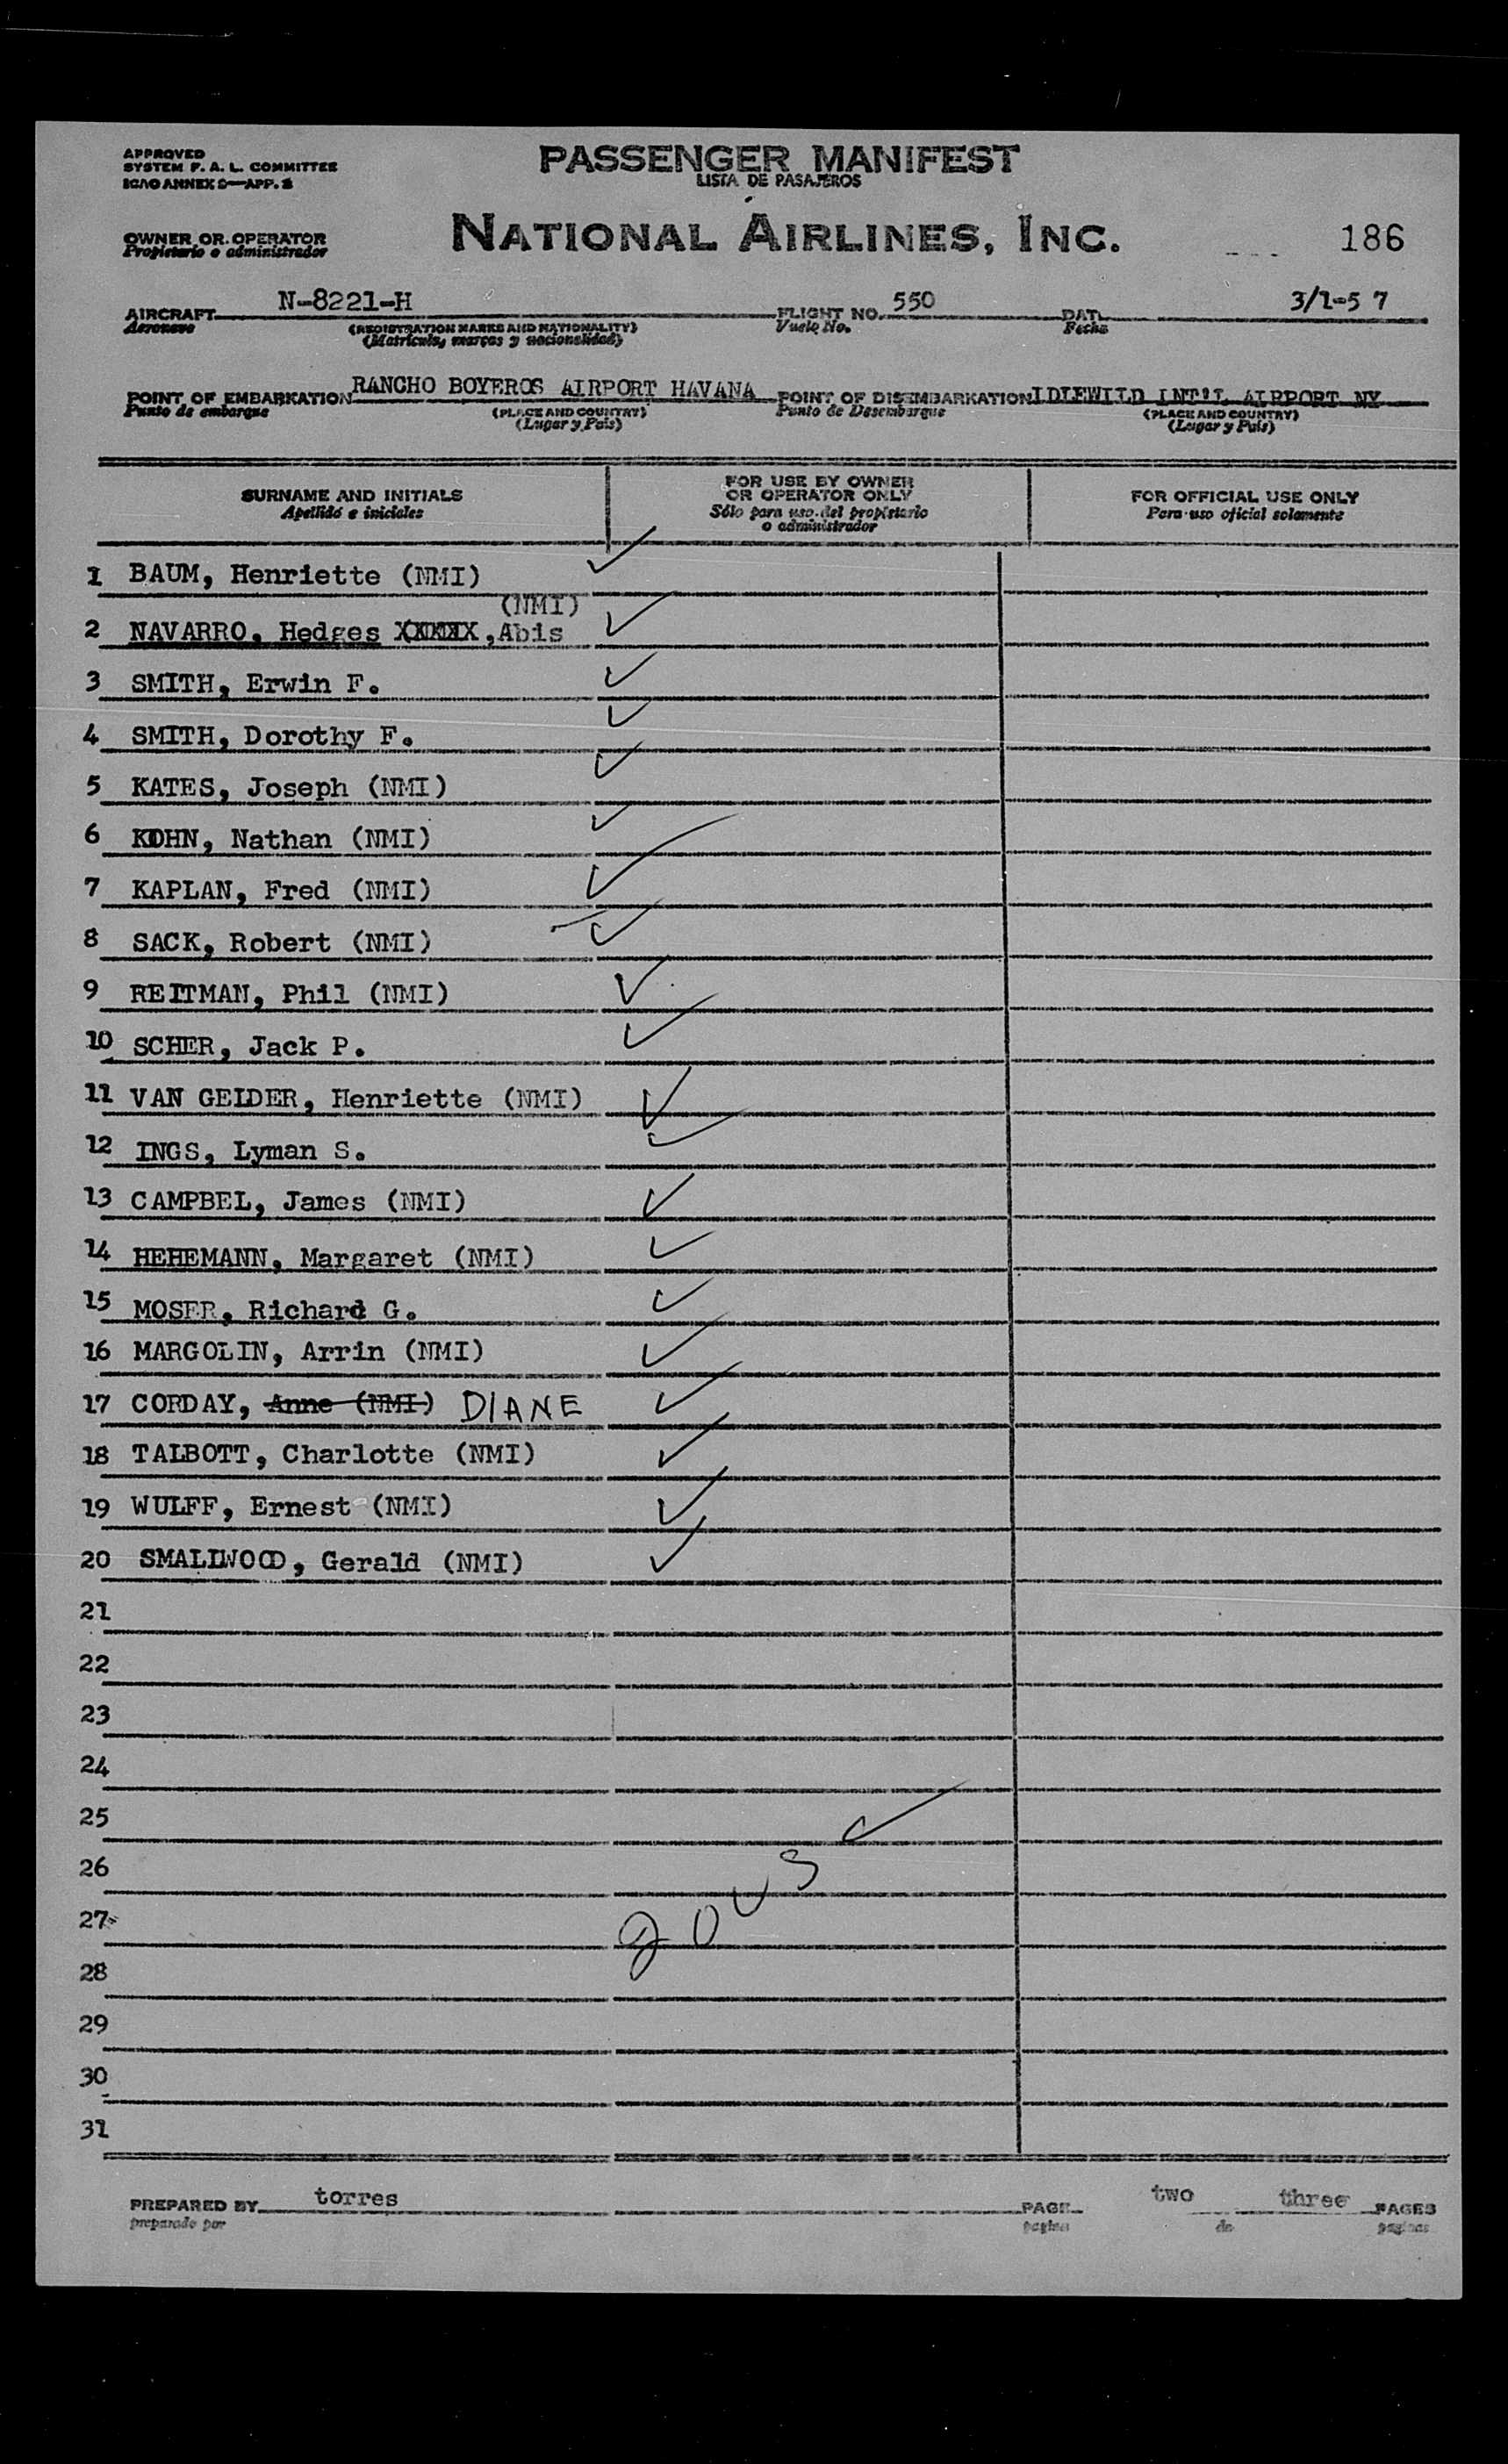 APPROVED
SYSTEM F. A. L. COMMITTEE
ICAO ANNEX 9—APP. 2
PASSENGER MANIFEST
LISTA DE PASAJEROS
OWNER OR OPERATOR
Propietario o administrador
NATIONAL AIRLINES, INC.
186
AIRCRAFT N-8221-H FLIGHT NO. 550 DATE 3/1-5 7
Aeronave (REGISTRATION MARKS AND NATIONALITY) Vuelo No. Fecha
(Matricula, marcas y nacionalidad)
POINT OF EMBARKATION RANCHO BOYEROS AIRPORT HAVANA POINT OF DISEMBARKATION IDLEWILD INT'L AIRPORT NY
Punto de embarque (PLACE AND COUNTRY) Punto de Desembarque (PLACE AND COUNTRY)
(Lugar y Pais) (Lugar y Pais)
SURNAME AND INITIALS
Apellido e iniciales
FOR USE BY OWNER
OR OPERATOR ONLY
Sólo para uso del propietario
o administrador
FOR OFFICIAL USE ONLY
Para uso oficial solamente
1 BAUM, Henriette (NMI)
(NMI)
2 NAVARRO, Hedges XXXXX,Abis
3 SMITH, Erwin F.
4 SMITH, Dorothy F.
5 KATES, Joseph (NMI)
6 KOHN, Nathan (NMI)
7 KAPLAN, Fred (NMI)
8 SACK, Robert (NMI)
9 REITMAN, Phil (NMI)
10 SCHER, Jack P.
11 VAN GELDER, Henriette (NMI)
12 INGS, Lyman S.
13 CAMPBEL, James (NMI)
14 HEHEMANN, Margaret (NMI)
15 MOSER, Richard G.
16 MARGOLIN, Arrin (NMI)
17 CORDAY, Anne (NMI) DIANE
18 TALBOTT, Charlotte (NMI)
19 WULFF, Ernest (NMI)
20 SMALLWOOD, Gerald (NMI)
21
22
23
24
25
26
27
28
29
30
31
20 US
PREPARED BY torres PAGE two three PAGES
preparado por pagina de paginas